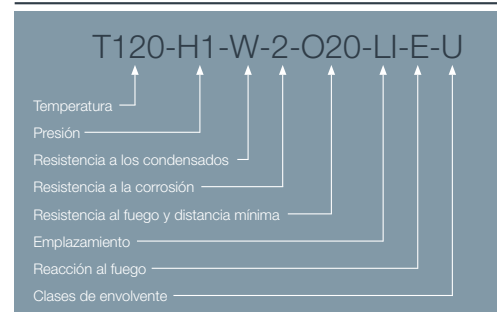 T120-H1-W-2-O20-LI-E-U
Temperatura
Presión
Resistencia a los condensados
Resistencia a la corrosión
Resistencia al fuego y distancia mínima
Emplazamiento
Reacción al fuego
Clases de envolvente